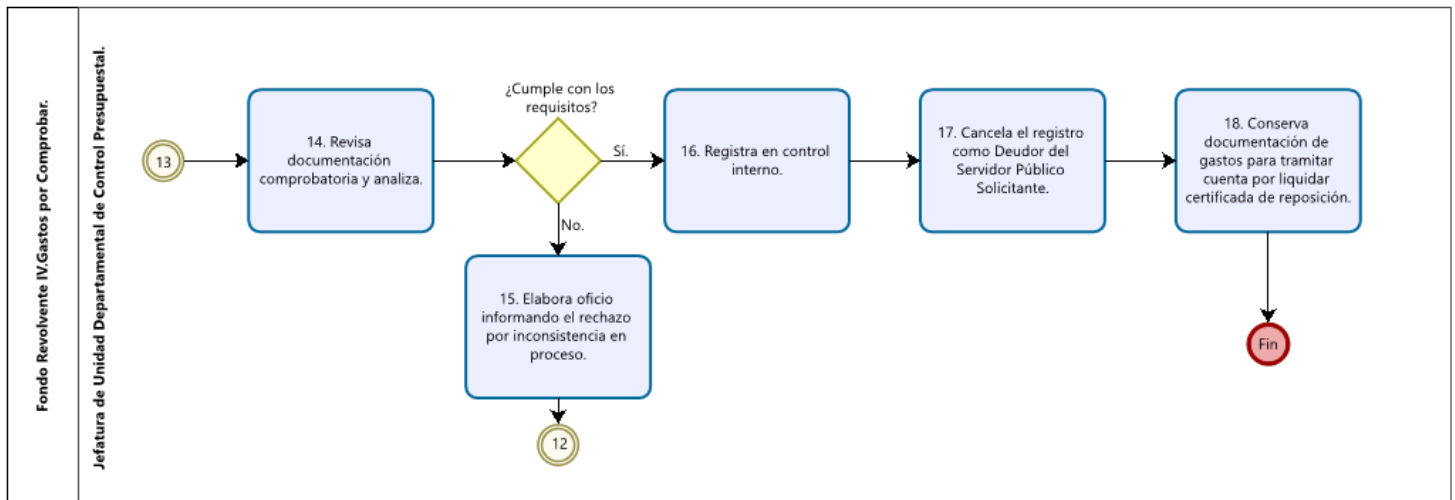 Fondo Revolvente IV.Gastos por Comprobar.
Jefatura de Unidad Departamental de Control Presupuestal.
13
14. Revisa
documentación
comprobatoria y analiza.
¿Cumple con los
requisitos?
Sí.
No.
15. Elabora oficio
informando el rechazo
por inconsistencia en
proceso.
12
16. Registra en control
interno.
17. Cancela el registro
como Deudor del
Servidor Público
Solicitante.
18. Conserva
documentación de
gastos para tramitar
cuenta por liquidar
certificada de reposición.
Fin